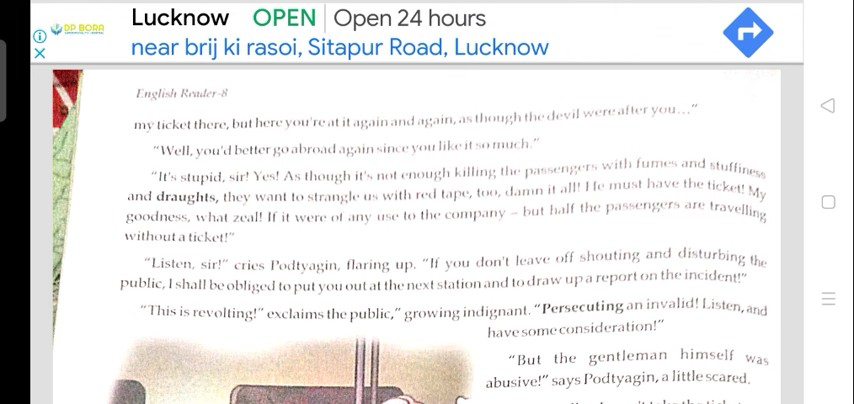 Lucknow OPEN Open 24 hours
DP BORA
near brij ki rasoi, Sitapur Road, Lucknow
English Reader-8
my ticket there, but here you're at it again and again, as though the devil were after you..."
"Well, you'd better go abroad again since you like it so much."
"It's stupid, sir! Yes! As though it's not enough killing the passengers with fumes and stuffiness
and draughts, they want to strangle us with red tape, too, damn it all! He must have the ticket! My
goodness, what zeal! If it were of any use to the company – but half the passengers are travelling
without a ticket!"
"Listen, sir!" cries Podtyagin, flaring up. "If you don't leave off shouting and disturbing the
public, I shall be obliged to put you out at the next station and to draw up a report on the incident!"
"This is revolting!" exclaims the public," growing indignant. "Persecuting an invalid! Listen, and
have some consideration!"
"But the gentleman himself was
abusive!" says Podtyagin, a little scared.